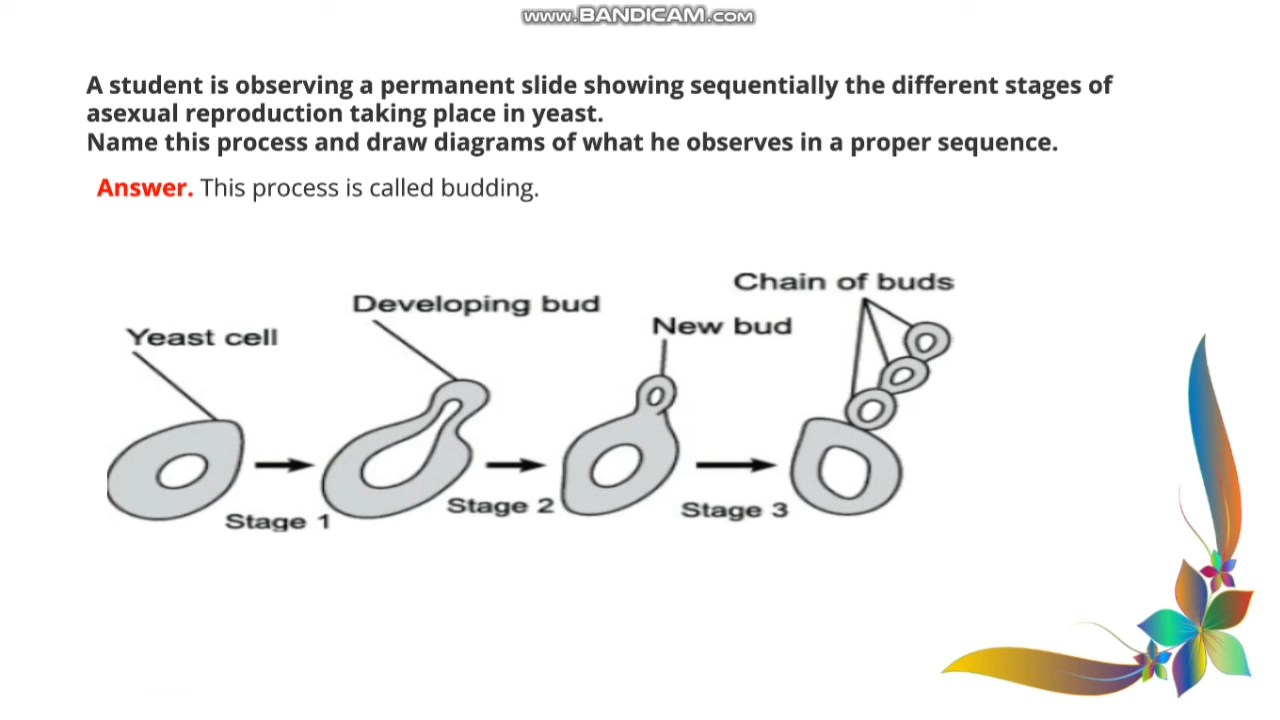 www.BANDICAM.com
A student is observing a permanent slide showing sequentially the different stages of
asexual reproduction taking place in yeast.
Name this process and draw diagrams of what he observes in a proper sequence.
Answer. This process is called budding.
Chain of buds
Developing bud
New bud
Yeast cell
Stage 1
Stage 2
Stage 3